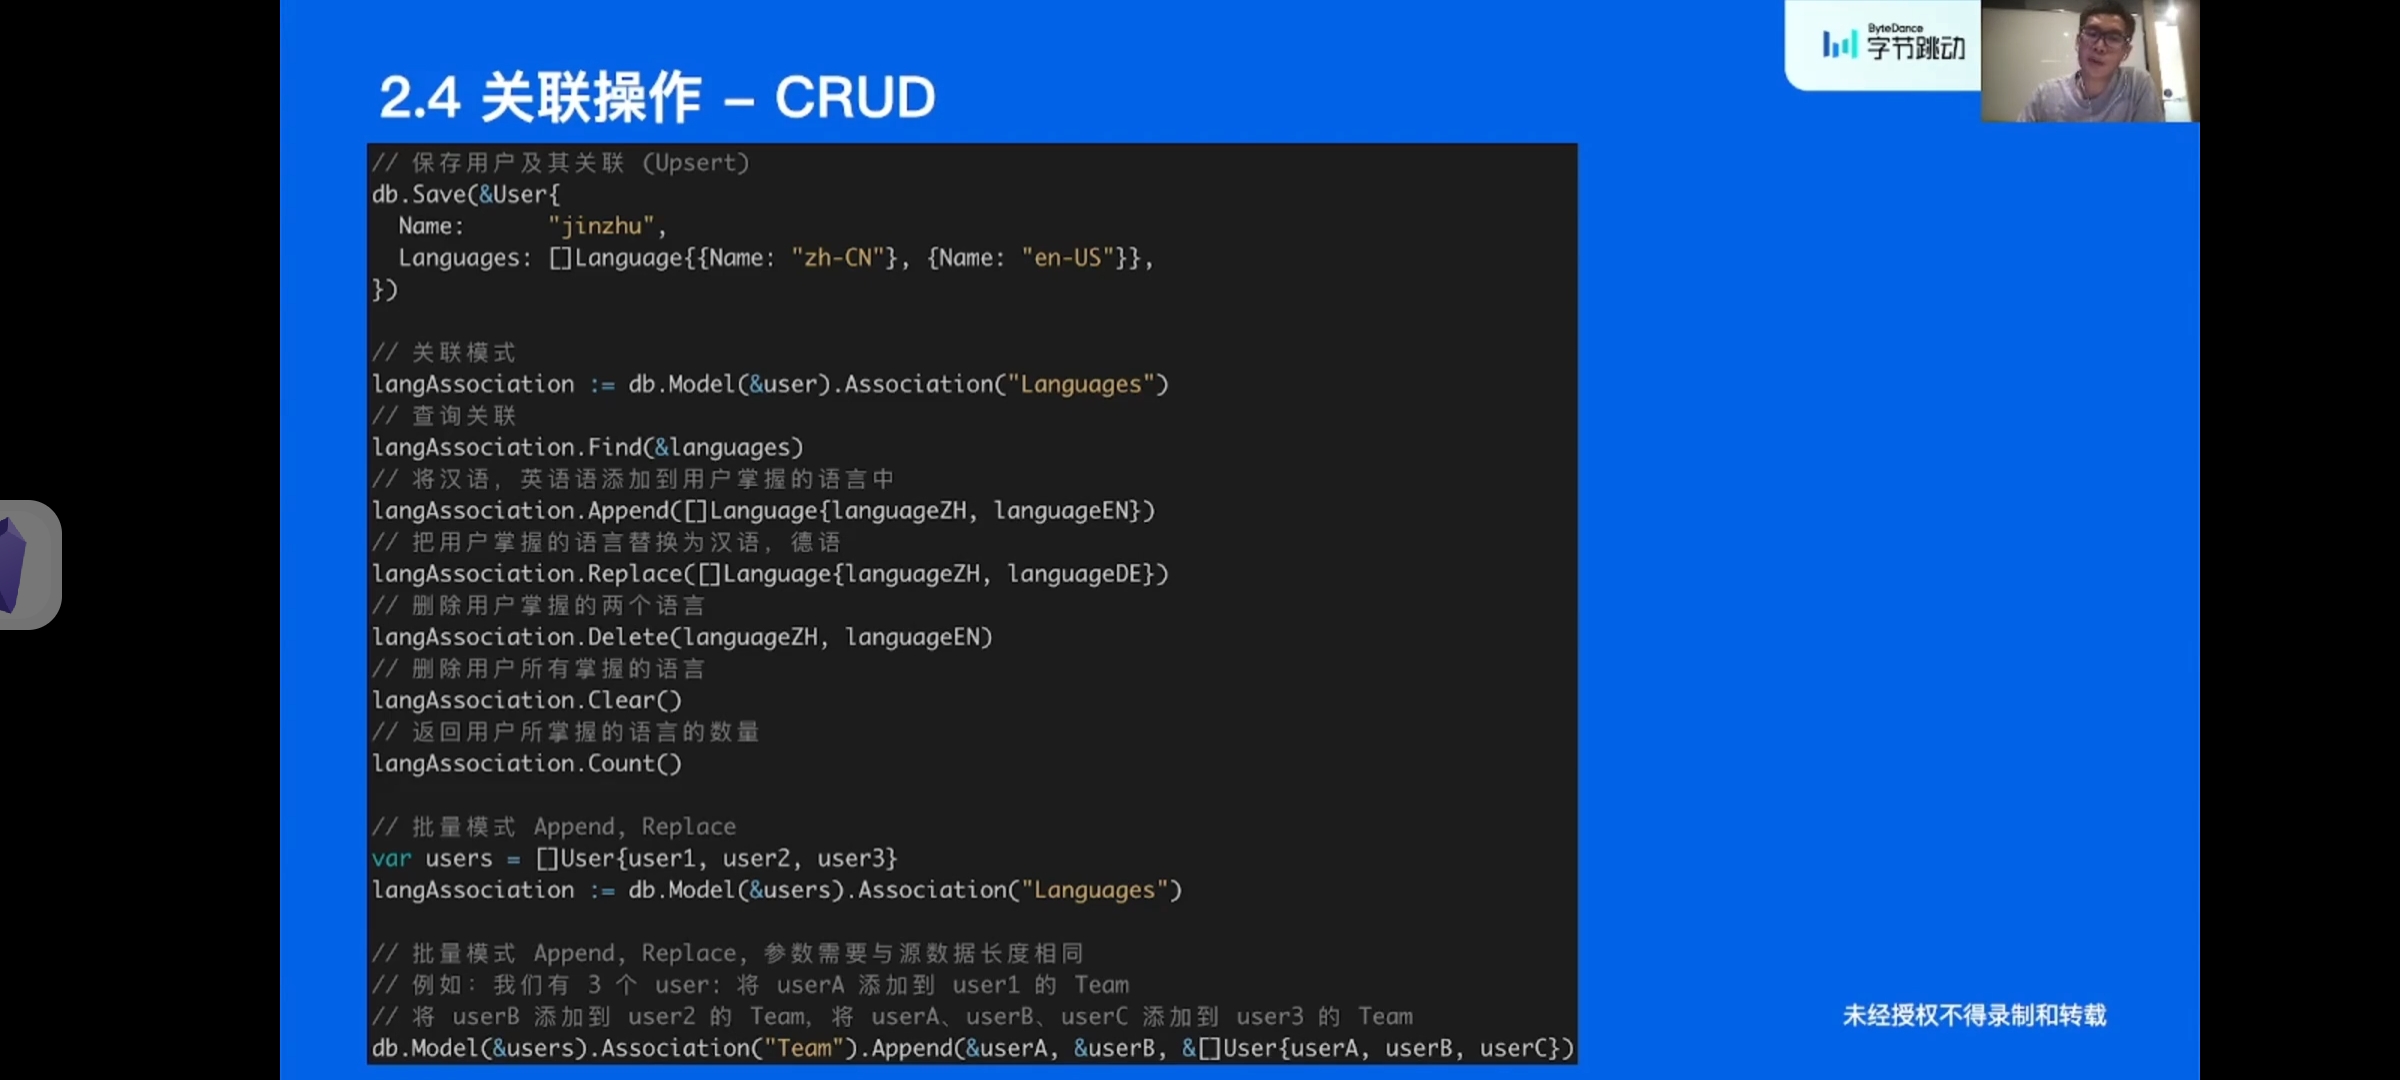 ByteDance
字节跳动
2.4 关联操作 – CRUD
// 保存用户及其关联 (Upsert)
db.Save(&User{
  Name:      "jinzhu",
  Languages: []Language{{Name: "zh-CN"}, {Name: "en-US"}},
})

// 关联模式
langAssociation := db.Model(&user).Association("Languages")
// 查询关联
langAssociation.Find(&languages)
// 将汉语, 英语语添加到用户掌握的语言中
langAssociation.Append([]Language{languageZH, languageEN})
// 把用户掌握的语言替换为汉语, 德语
langAssociation.Replace([]Language{languageZH, languageDE})
// 删除用户掌握的两个语言
langAssociation.Delete(languageZH, languageEN)
// 删除用户所有掌握的语言
langAssociation.Clear()
// 返回用户所掌握的语言的数量
langAssociation.Count()

// 批量模式 Append, Replace
var users = []User{user1, user2, user3}
langAssociation := db.Model(&users).Association("Languages")

// 批量模式 Append, Replace, 参数需要与源数据长度相同
// 例如: 我们有 3 个 user: 将 userA 添加到 user1 的 Team
// 将 userB 添加到 user2 的 Team, 将 userA、userB、userC 添加到 user3 的 Team
db.Model(&users).Association("Team").Append(&userA, &userB, &[]User{userA, userB, userC})
未经授权不得录制和转载